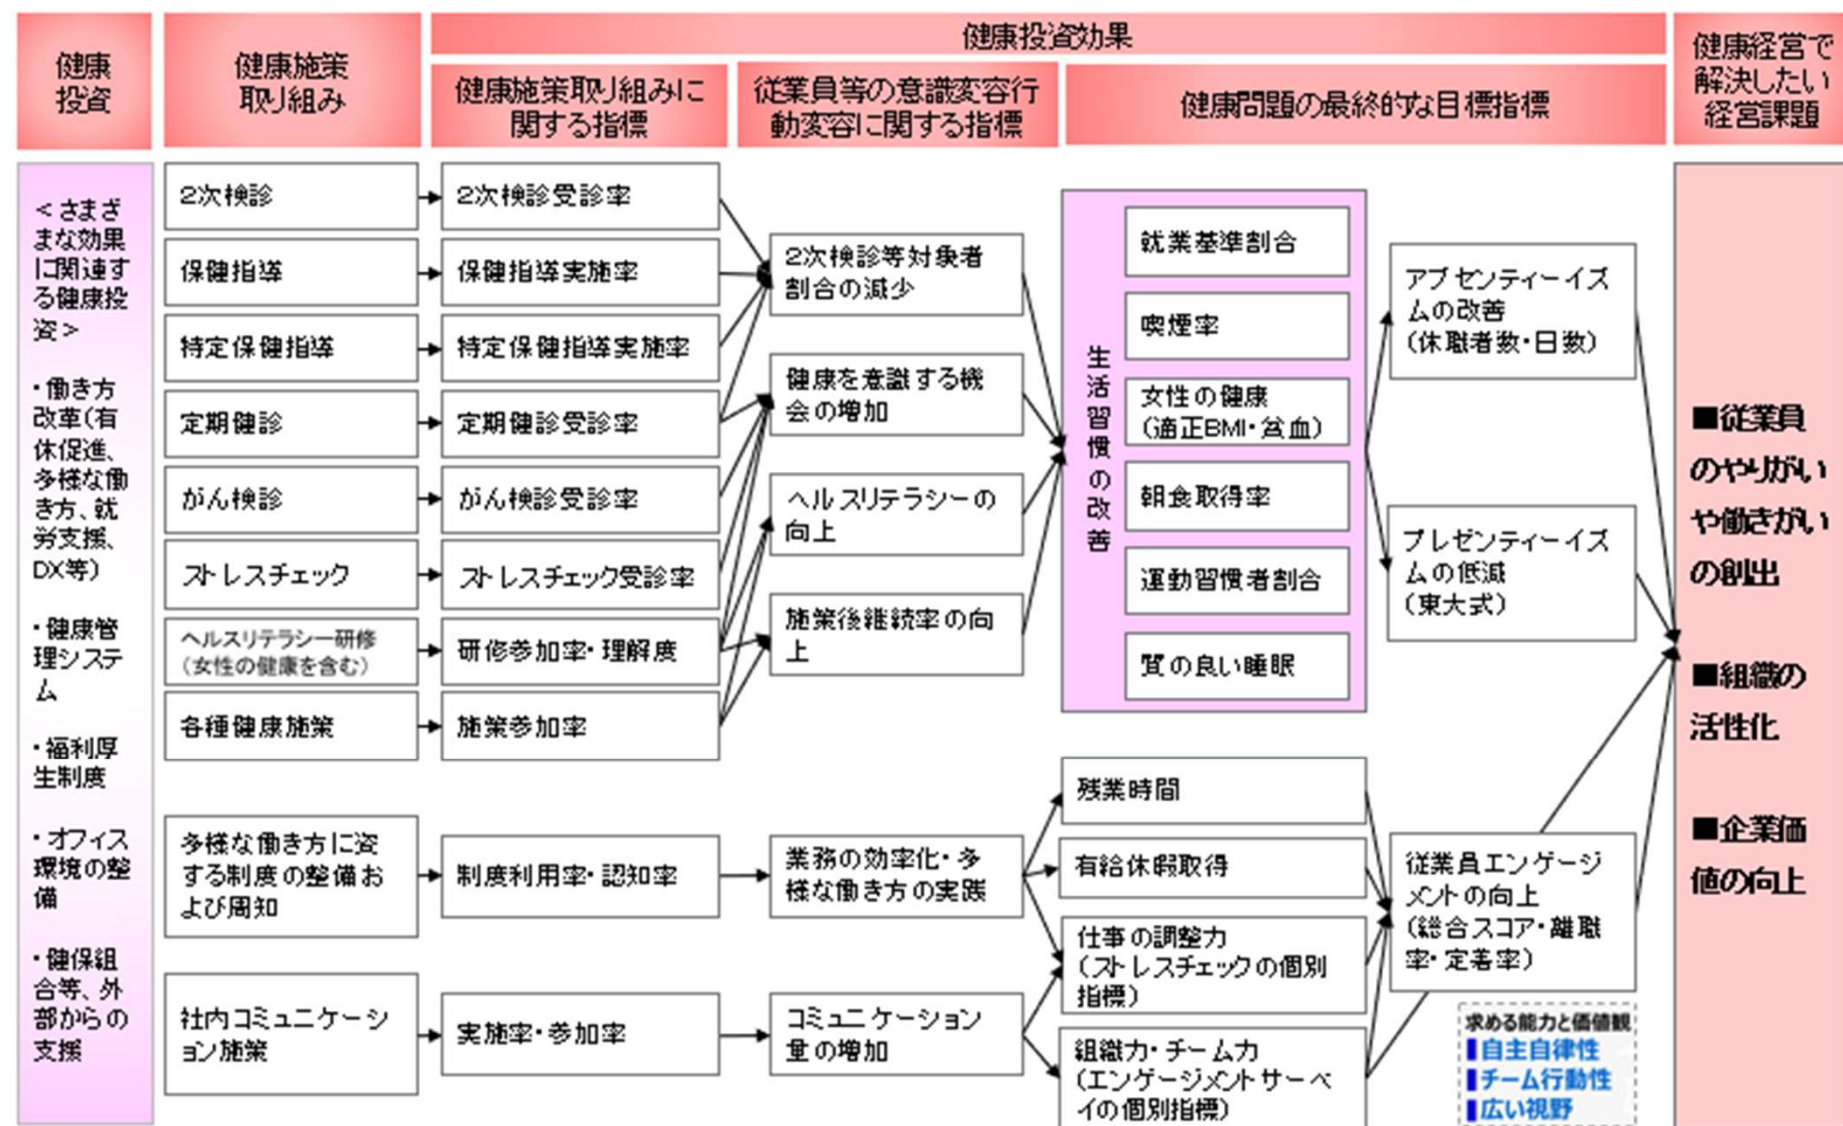 健康
投資
健康施策
取り組み
健康投資効果
健康施策取り組みに
関する指標
従業員等の意識変容行
動変容に関する指標
健康問題の最終的な目標指標
健康経営で
解決したい
経営課題
＜さまざ
まな効果
に関連す
る健康投
資＞
・働き方
改革（有
休促進、
多様な働
き方、就
労支援、
DX等）
・健康管
理システ
ム
・福利厚
生制度
・オフィス
環境の整
備
・健保組
合等、外
部からの
支援
2次検診
保健指導
特定保健指導
定期健診
がん検診
ストレスチェック
ヘルスリテラシー研修
（女性の健康を含む）
各種健康施策
多様な働き方に資
する制度の整備お
よび周知
社内コミュニケーシ
ョン施策
2次検診受診率
保健指導実施率
特定保健指導実施率
定期健診受診率
がん検診受診率
ストレスチェック受診率
研修参加率・理解度
施策参加率
制度利用率・認知率
実施率・参加率
2次検診等対象者
割合の減少
健康を意識する機
会の増加
ヘルスリテラシーの
向上
施策後継続率の向
上
業務の効率化・多
様な働き方の実践
コミュニケーション
量の増加
生活習慣の改善
就業基準割合
喫煙率
女性の健康
（適正BMI・貧血）
朝食取得率
運動習慣者割合
質の良い睡眠
残業時間
有給休暇取得
仕事の調整力
（ストレスチェックの個別
指標）
組織力・チーム力
（エンゲージメントサーベ
イの個別指標）
アブセンティーイズ
ムの改善
（休職者数・日数）
プレゼンティーイズ
ムの低減
（東大式）
従業員エンゲージ
メントの向上
（総合スコア・離職
率・定着率）
求める能力と価値観
自主自律性
チーム行動性
広い視野
■従業員
のやりがい
や働きがい
の創出
■組織の
活性化
■企業価
値の向上